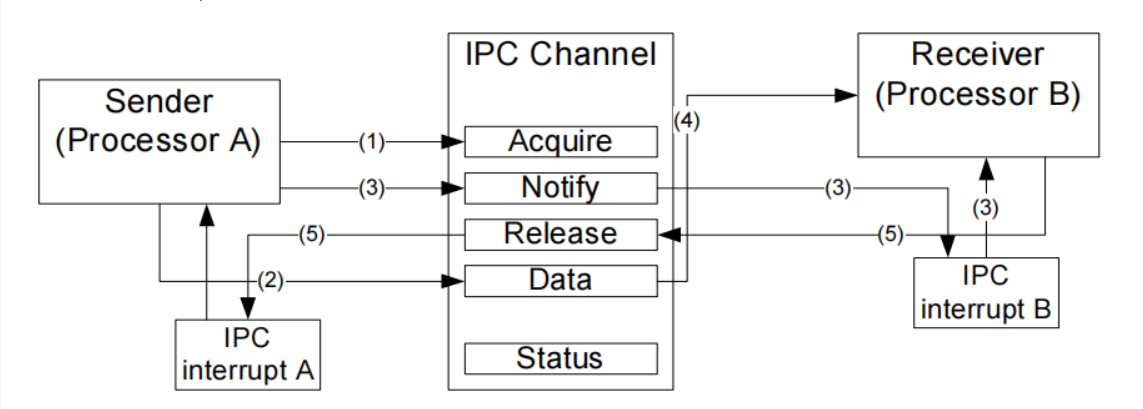 IPC Channel
Sender
(Processor A)
Receiver
(Processor B)
(1)
Acquire
(4)
(3)
Notify
(3)
(3)
(5)
Release
(5)
(2)
Data
IPC
interrupt B
IPC
interrupt A
Status